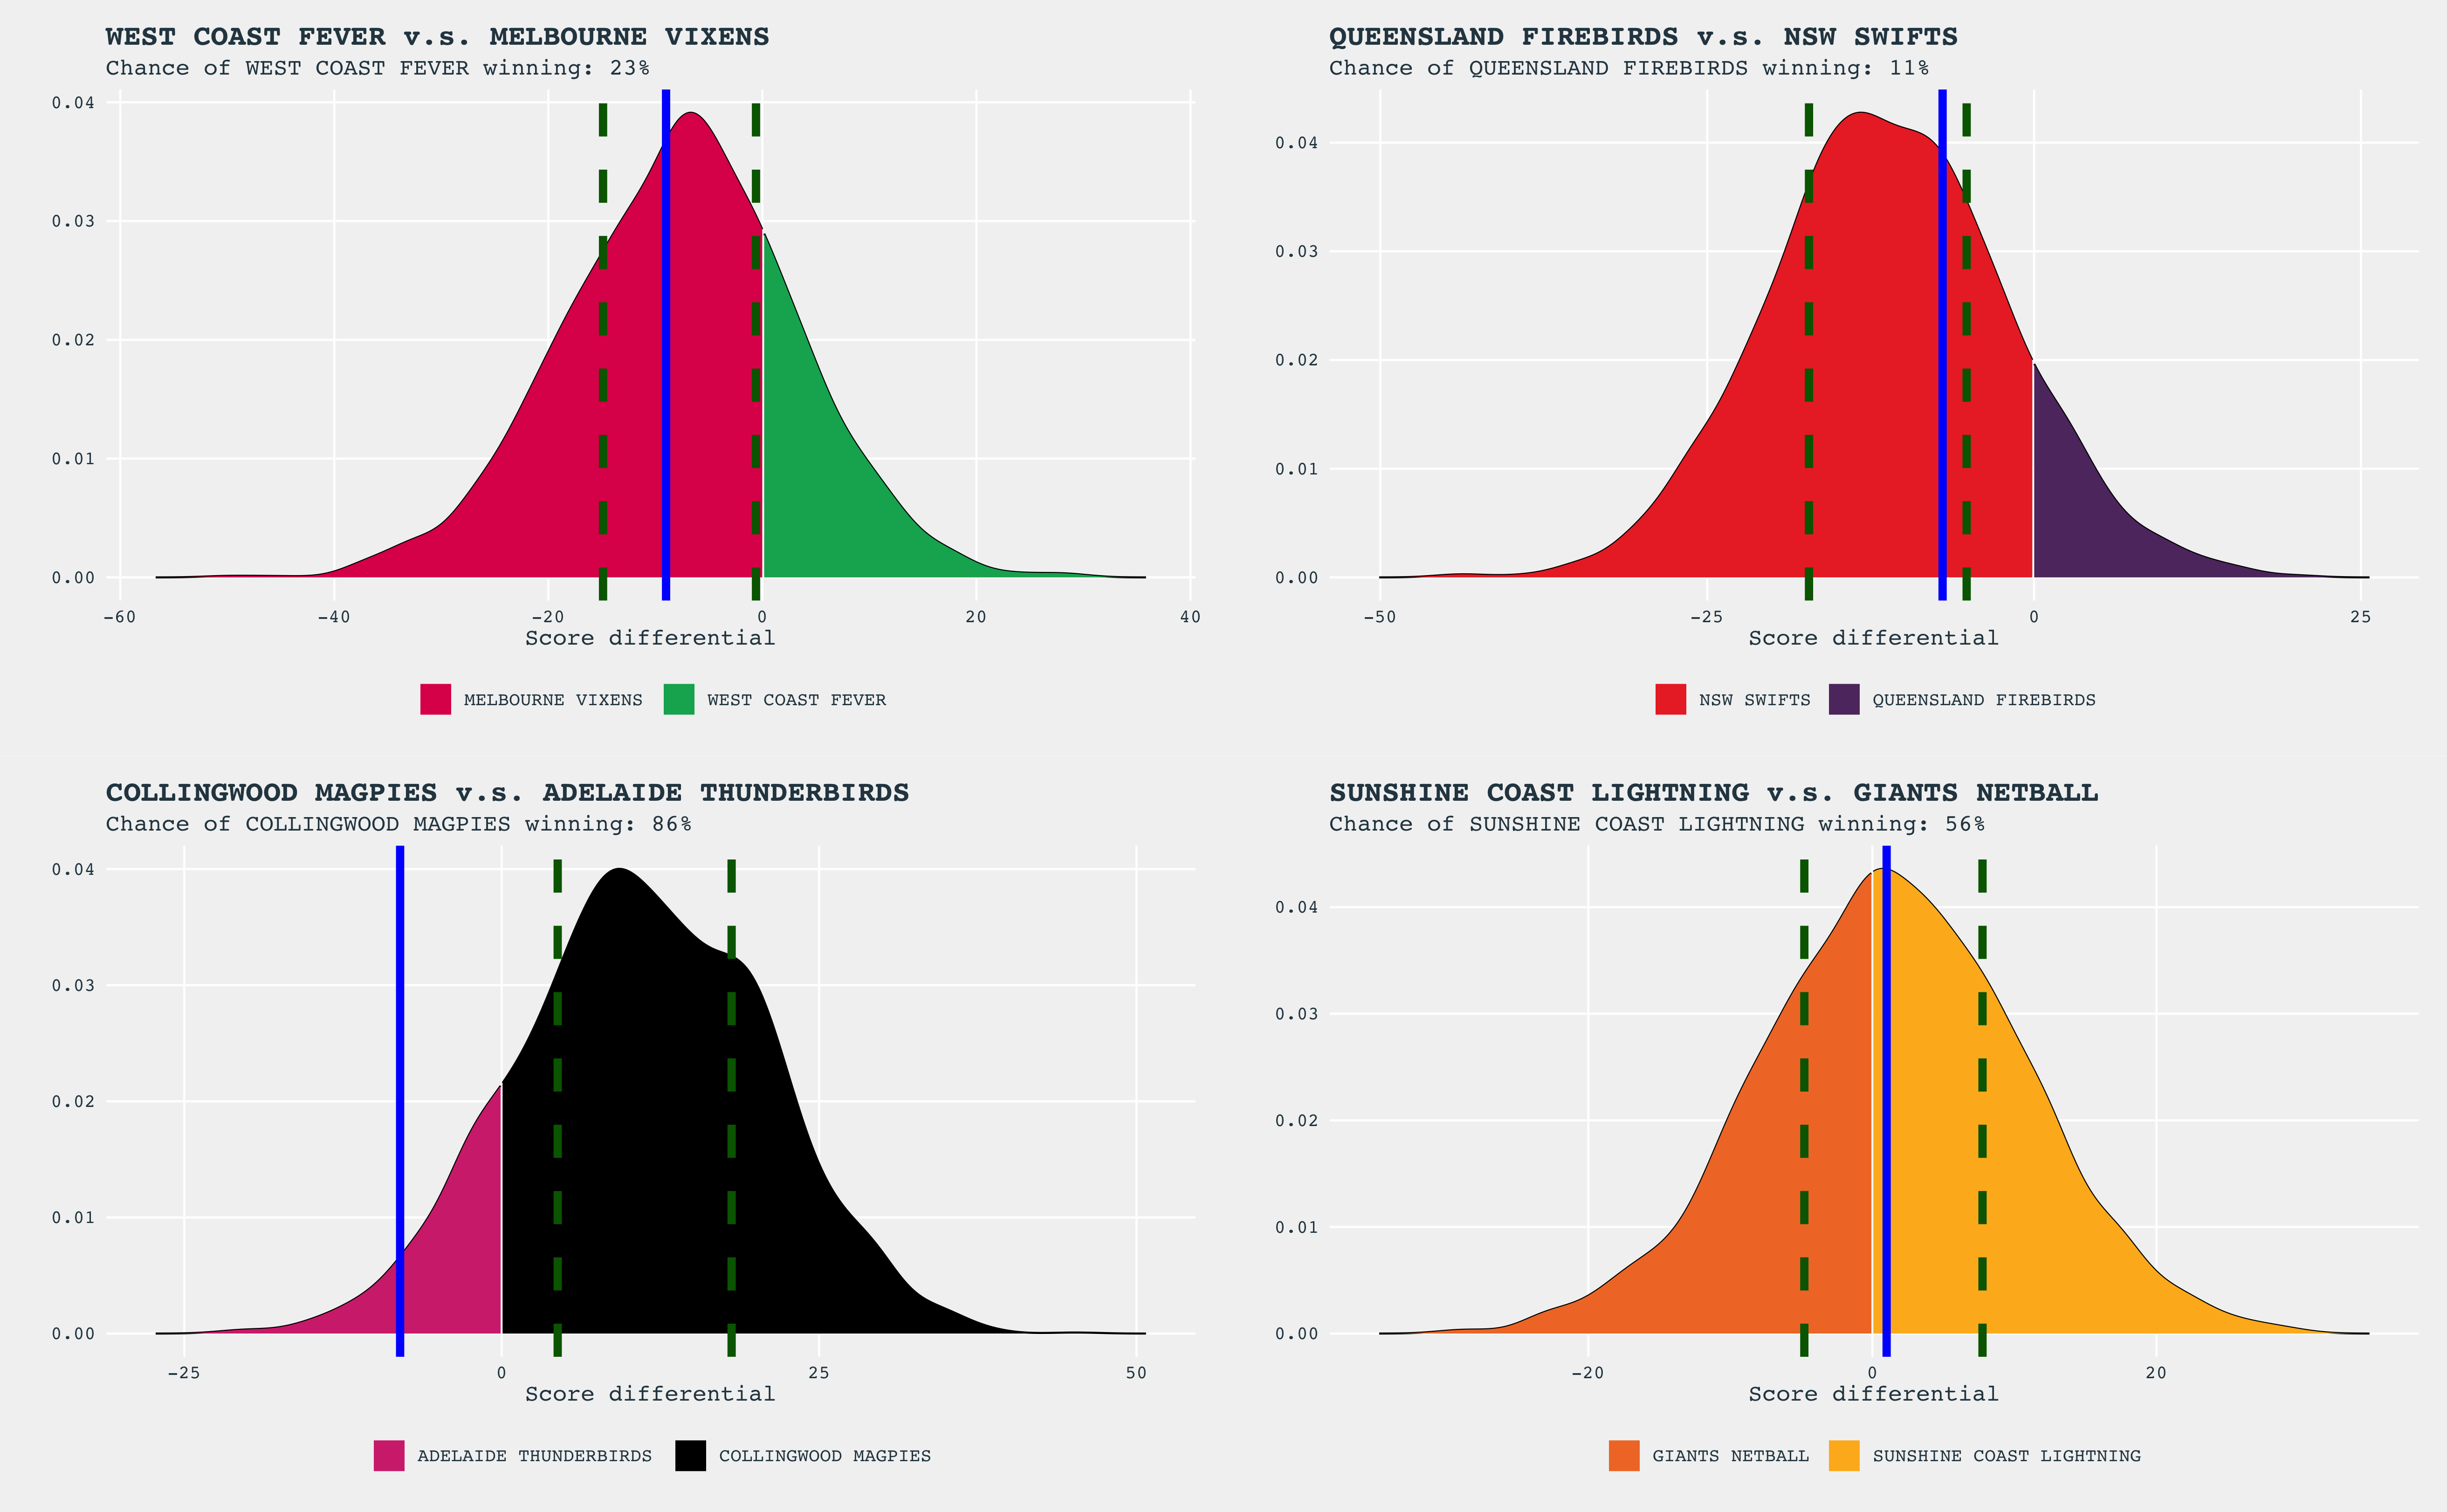 WEST COAST FEVER v.s. MELBOURNE VIXENS
Chance of WEST COAST FEVER winning: 23%
0.04
0.03
0.02
0.01
0.00
-60 -40 -20 0 20 40
Score differential
MELBOURNE VIXENS WEST COAST FEVER
QUEENSLAND FIREBIRDS v.s. NSW SWIFTS
Chance of QUEENSLAND FIREBIRDS winning: 11%
0.04
0.03
0.02
0.01
0.00
-50 -25 0 25
Score differential
NSW SWIFTS QUEENSLAND FIREBIRDS
COLLINGWOOD MAGPIES v.s. ADELAIDE THUNDERBIRDS
Chance of COLLINGWOOD MAGPIES winning: 86%
0.04
0.03
0.02
0.01
0.00
-25 0 25 50
Score differential
ADELAIDE THUNDERBIRDS COLLINGWOOD MAGPIES
SUNSHINE COAST LIGHTNING v.s. GIANTS NETBALL
Chance of SUNSHINE COAST LIGHTNING winning: 56%
0.04
0.03
0.02
0.01
0.00
-20 0 20
Score differential
GIANTS NETBALL SUNSHINE COAST LIGHTNING